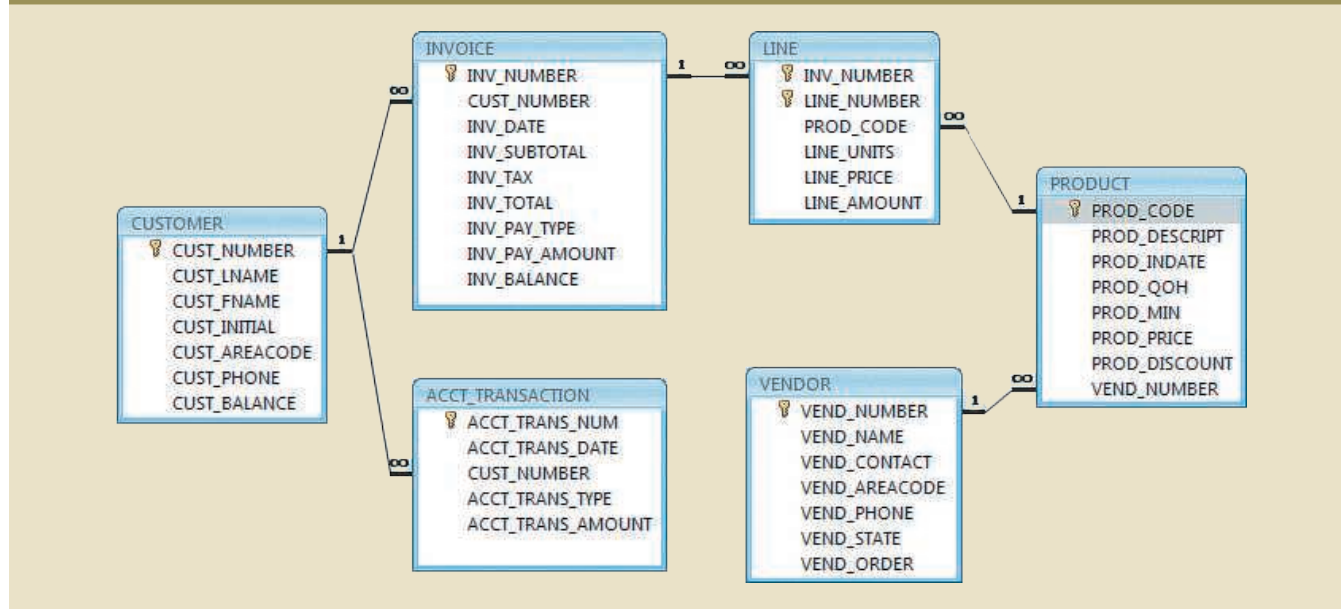 INVOICE
INV_NUMBER
CUST_NUMBER
INV_DATE
INV_SUBTOTAL
INV_TAX
INV_TOTAL
INV_PAY_TYPE
INV_PAY_AMOUNT
INV_BALANCE
1
∞
LINE
INV_NUMBER
LINE_NUMBER
PROD_CODE
LINE_UNITS
LINE_PRICE
LINE_AMOUNT
∞
1
PRODUCT
PROD_CODE
PROD_DESCRIPT
PROD_INDATE
PROD_QOH
PROD_MIN
PROD_PRICE
PROD_DISCOUNT
VEND_NUMBER
CUSTOMER
CUST_NUMBER
CUST_LNAME
CUST_FNAME
CUST_INITIAL
CUST_AREACODE
CUST_PHONE
CUST_BALANCE
1
∞
∞
ACCT_TRANSACTION
ACCT_TRANS_NUM
ACCT_TRANS_DATE
CUST_NUMBER
ACCT_TRANS_TYPE
ACCT_TRANS_AMOUNT
VENDOR
VEND_NUMBER
VEND_NAME
VEND_CONTACT
VEND_AREACODE
VEND_PHONE
VEND_STATE
VEND_ORDER
1
∞